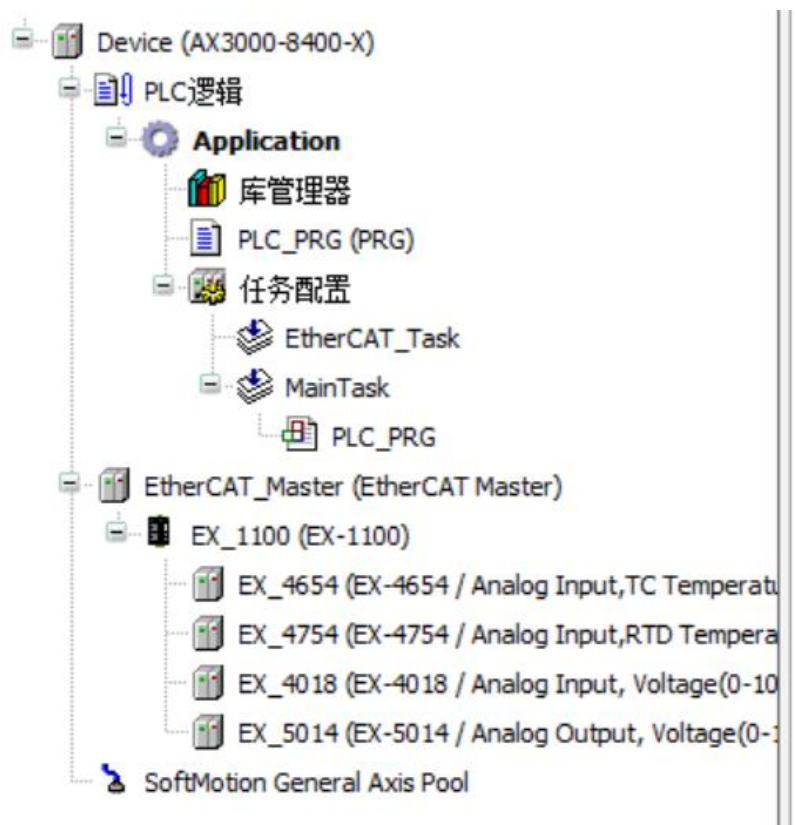 Device (AX3000-8400-X)
PLC逻辑
Application
库管理器
PLC_PRG (PRG)
任务配置
EtherCAT_Task
MainTask
PLC_PRG
EtherCAT_Master (EtherCAT Master)
EX_1100 (EX-1100)
EX_4654 (EX-4654 / Analog Input,TC Temperatu
EX_4754 (EX-4754 / Analog Input,RTD Tempera
EX_4018 (EX-4018 / Analog Input, Voltage(0-10
EX_5014 (EX-5014 / Analog Output, Voltage(0-1
SoftMotion General Axis Pool